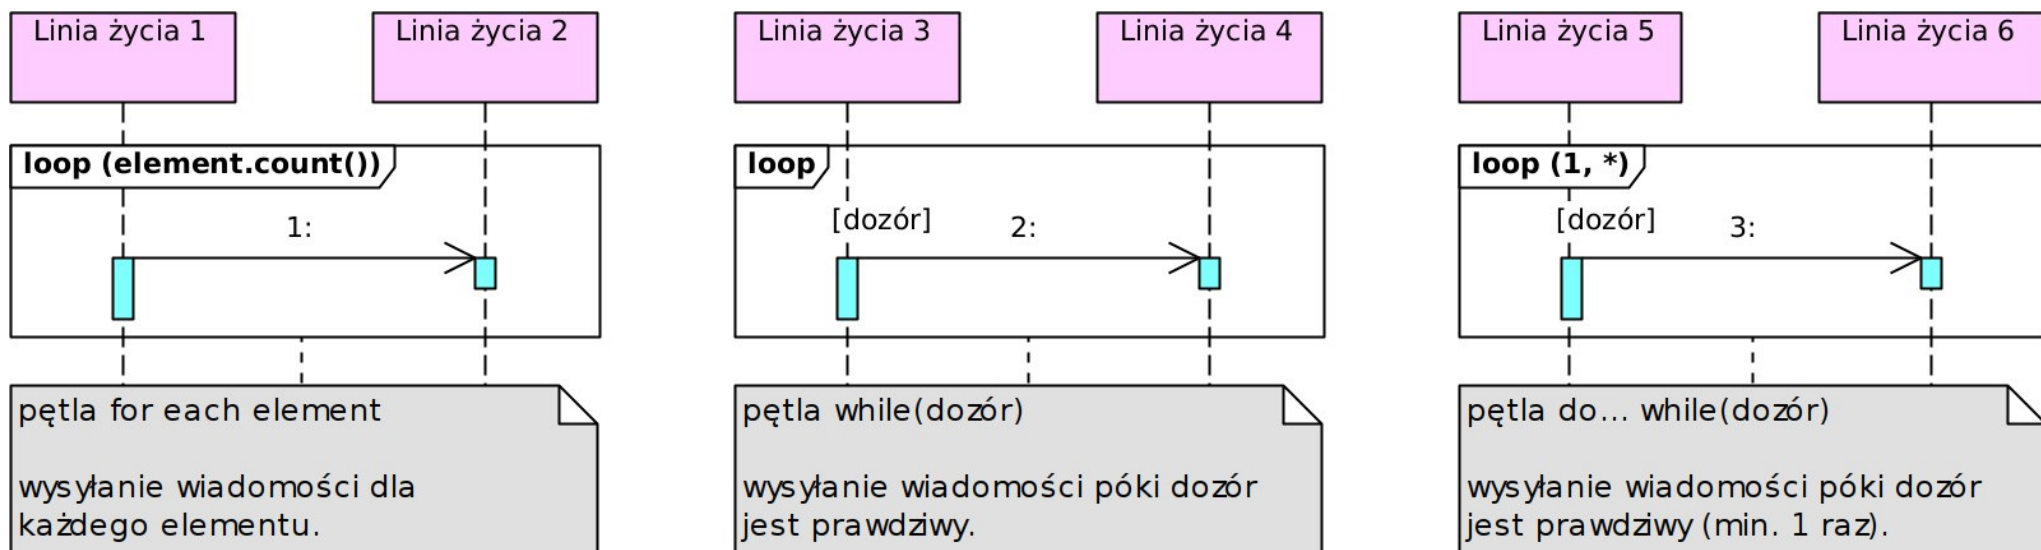 Linia życia 1
Linia życia 2
loop (element.count())
1:
pętla for each element
wysyłanie wiadomości dla
każdego elementu.
Linia życia 3
Linia życia 4
loop
[dozór]
2:
pętla while(dozór)
wysyłanie wiadomości póki dozór
jest prawdziwy.
Linia życia 5
Linia życia 6
loop (1, *)
[dozór]
3:
pętla do... while(dozór)
wysyłanie wiadomości póki dozór
jest prawdziwy (min. 1 raz).